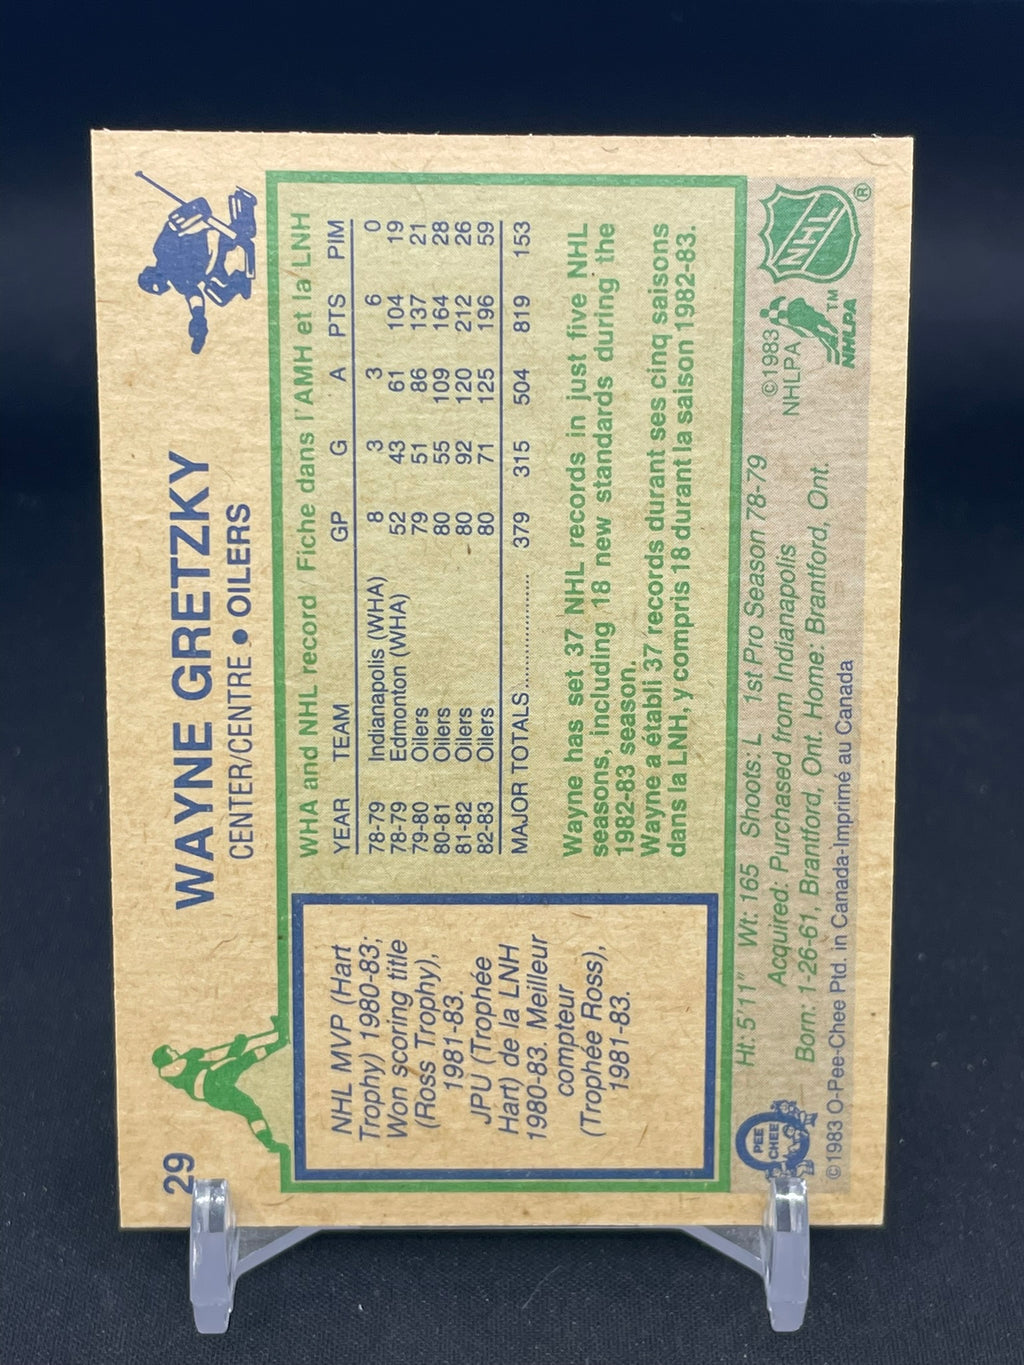 29
WAYNE GRETZKY
CENTER/CENTRE • OILERS
NHL MVP (Hart
Trophy) 1980-83;
Won scoring title
(Ross Trophy),
1981-83.
JPU (Trophée
Hart) de la LNH
1980-83. Meilleur
compteur
(Trophée Ross),
1981-83.
WHA and NHL record / Fiche dans l'AMH et la LNH
YEAR TEAM GP G A PTS PIM
78-79 Indianapolis (WHA) 8 3 3 6 0
78-79 Edmonton (WHA) 52 43 61 104 19
79-80 Oilers 79 51 86 137 21
80-81 Oilers 80 55 109 164 28
81-82 Oilers 80 92 120 212 26
82-83 Oilers 80 71 125 196 59
MAJOR TOTALS.................. 379 315 504 819 153
Wayne has set 37 NHL records in just five NHL
seasons, including 18 new standards during the
1982-83 season.
Wayne a établi 37 records durant ses cinq saisons
dans la LNH, y compris 18 durant la saison 1982-83.
Ht: 5'11" Wt: 165 Shoots: L 1st Pro Season 78-79
Acquired: Purchased from Indianapolis
Born: 1-26-61, Brantford, Ont. Home: Brantford, Ont.
©1983 O-Pee-Chee Ptd. in Canada-Imprimé au Canada
O
PEE
CHEE
©1983
NHLPA
TM
NHLPA
NHL
®